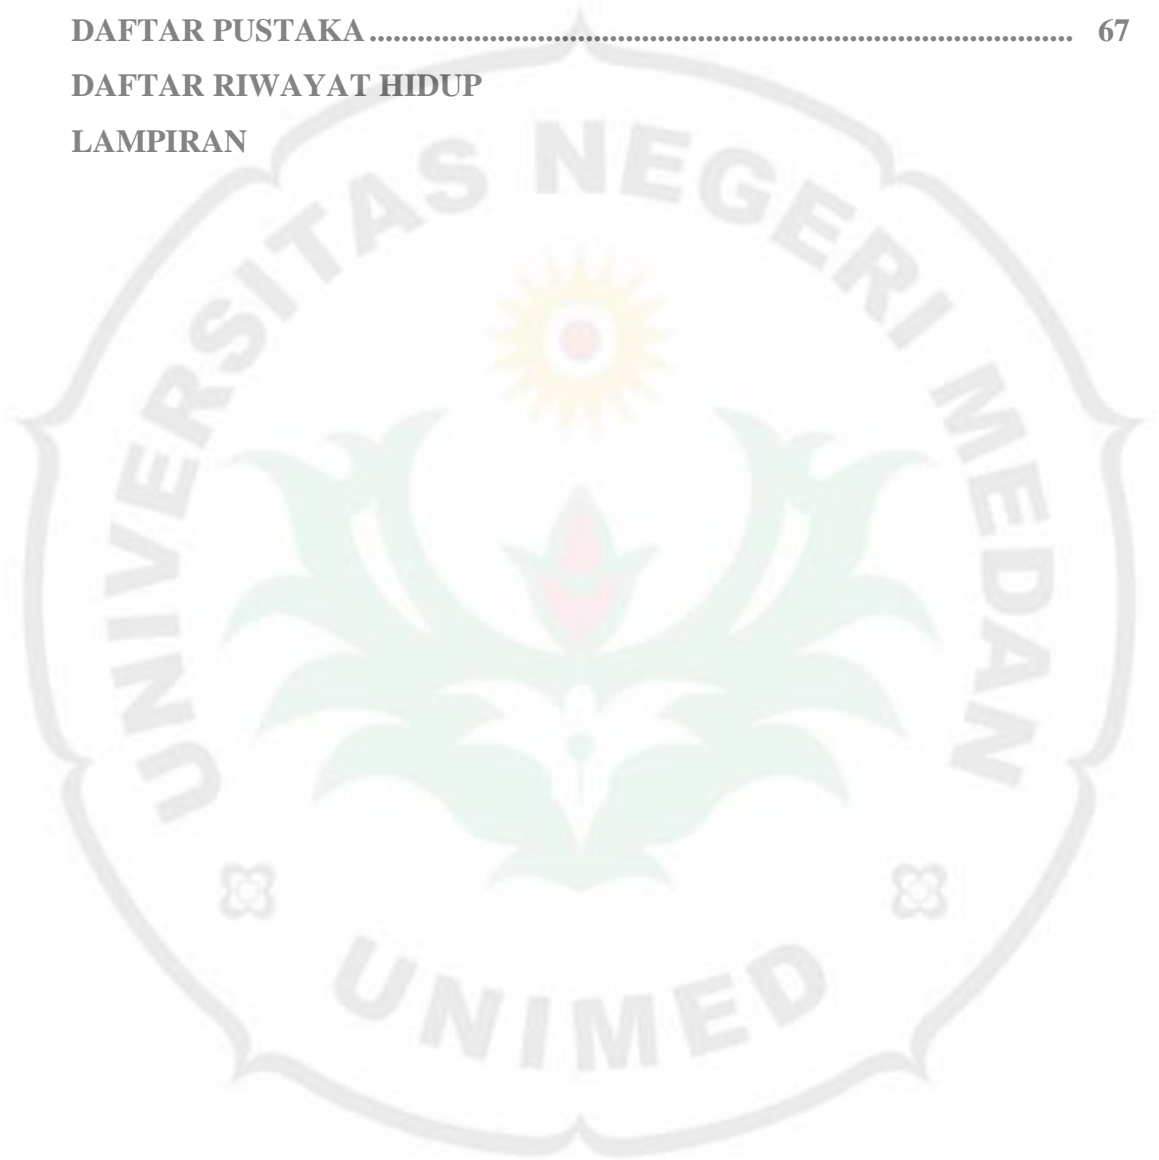 DAFTAR PUSTAKA ........................................................................................ 67
DAFTAR RIWAYAT HIDUP
LAMPIRAN
UNIVERSITAS NEGERI MEDAN
UNIMED